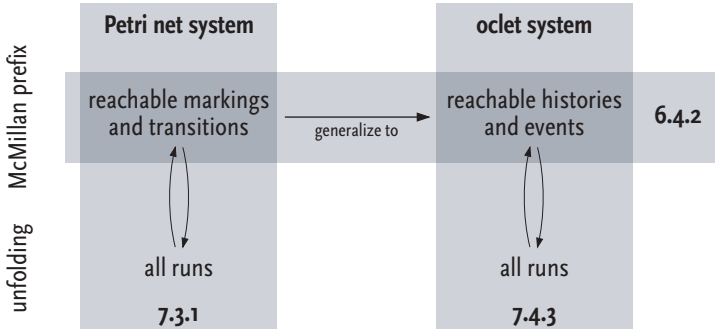 Petri net system
oclet system
McMillan prefix
reachable markings
and transitions
generalize to
reachable histories
and events
6.4.2
unfolding
all runs
all runs
7.3.1
7.4.3